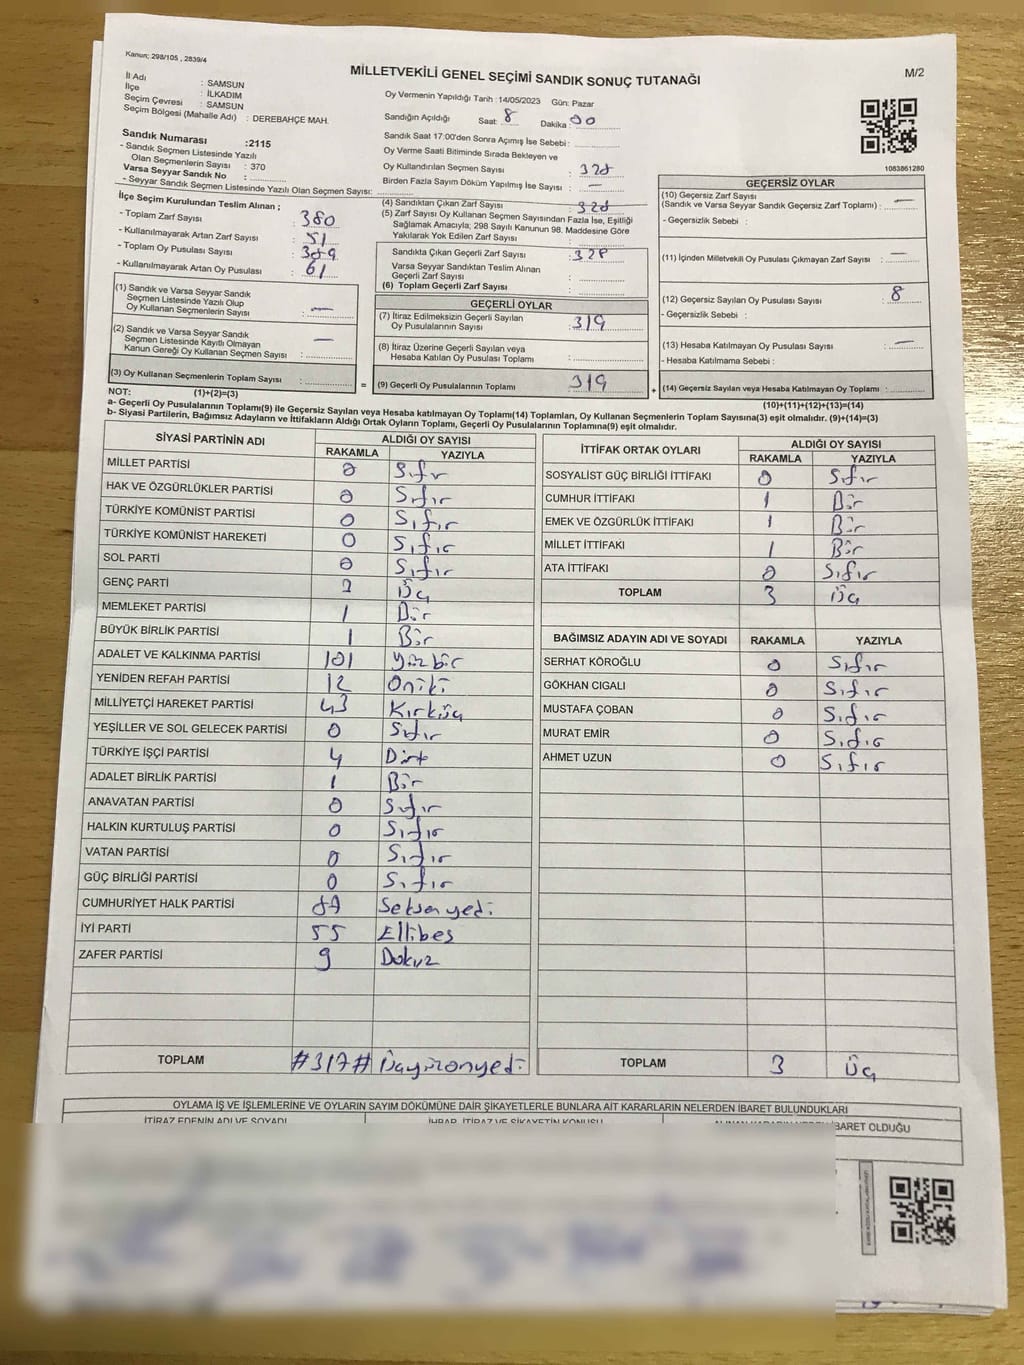 Kanun; 298/105 , 2839/4
MİLLETVEKİLİ GENEL SEÇİMİ SANDIK SONUÇ TUTANAĞI
M/2
İl Adı : SAMSUN
İlçe : İLKADIM
Seçim Çevresi : SAMSUN
Seçim Bölgesi (Mahalle Adı) : DEREBAHÇE MAH.
Sandık Numarası :2115
- Sandık Seçmen Listesinde Yazılı
Olan Seçmenlerin Sayısı : 370
Varsa Seyyar Sandık No :
- Seyyar Sandık Seçmen Listesinde Yazılı Olan Seçmen Sayısı:
Oy Vermenin Yapıldığı Tarih :14/05/2023 Gün: Pazar
Sandığın Açıldığı Saat: 8 Dakika : 00
Sandık Saat 17:00'den Sonra Açımış İse Sebebi :
Oy Verme Saati Bitiminde Sırada Bekleyen ve
Oy Kullandırılan Seçmen Sayısı : 328
Birden Fazla Sayım Döküm Yapılmış İse Sayısı : —
1083861280
İlçe Seçim Kurulundan Teslim Alınan ;
- Toplam Zarf Sayısı : 380
- Kullanılmayarak Artan Zarf Sayısı : 51
- Toplam Oy Pusulası Sayısı : 389
- Kullanılmayarak Artan Oy Pusulası : 61
(1) Sandık ve Varsa Seyyar Sandık
Seçmen Listesinde Yazılı Olup
Oy Kullanan Seçmenlerin Sayısı : —
(2) Sandık ve Varsa Seyyar Sandık
Seçmen Listesinde Kayıtlı Olmayan
Kanun Gereği Oy Kullanan Seçmen Sayısı : —
(3) Oy Kullanan Seçmenlerin Toplam Sayısı :
(4) Sandıktan Çıkan Zarf Sayısı : 328
(5) Zarf Sayısı Oy Kullanan Seçmen Sayısından Fazla İse, Eşitliği
Sağlamak Amacıyla; 298 Sayılı Kanunun 98. Maddesine Göre
Yakılarak Yok Edilen Zarf Sayısı :
Sandıkta Çıkan Geçerli Zarf Sayısı : 328
Varsa Seyyar Sandıktan Teslim Alınan
Geçerli Zarf Sayısı :
(6) Toplam Geçerli Zarf Sayısı :
GEÇERLİ OYLAR
(7) İtiraz Edilmeksizin Geçerli Sayılan
Oy Pusulalarının Sayısı : 319
(8) İtiraz Üzerine Geçerli Sayılan veya
Hesaba Katılan Oy Pusulası Toplamı :
= (9) Geçerli Oy Pusulalarının Toplamı 319
GEÇERSİZ OYLAR
(10) Geçersiz Zarf Sayısı
(Sandık ve Varsa Seyyar Sandık Geçersiz Zarf Toplamı) : —
- Geçersizlik Sebebi :
(11) İçinden Milletvekili Oy Pusulası Çıkmayan Zarf Sayısı : —
(12) Geçersiz Sayılan Oy Pusulası Sayısı : 8
- Geçersizlik Sebebi :
(13) Hesaba Katılmayan Oy Pusulası Sayısı : —
- Hesaba Katılmama Sebebi :
+ (14) Geçersiz Sayılan veya Hesaba Katılmayan Oy Toplamı :
NOT: (1)+(2)=(3) (10)+(11)+(12)+(13)=(14)
a- Geçerli Oy Pusulalarının Toplamı(9) ile Geçersiz Sayılan veya Hesaba katılmayan Oy Toplamı(14) Toplamları, Oy Kullanan Seçmenlerin Toplam Sayısına(3) eşit olmalıdır. (9)+(14)=(3)
b- Siyasi Partilerin, Bağımsız Adayların ve İttifakların Aldığı Ortak Oyların Toplamı, Geçerli Oy Pusulalarının Toplamına(9) eşit olmalıdır.
SİYASİ PARTİNİN ADI ALDIĞI OY SAYISI
RAKAMLA YAZIYLA
MİLLET PARTİSİ 0 Sıfır
HAK VE ÖZGÜRLÜKLER PARTİSİ 0 Sıfır
TÜRKİYE KOMÜNİST PARTİSİ 0 Sıfır
TÜRKİYE KOMÜNİST HAREKETİ 0 Sıfır
SOL PARTİ 0 Sıfır
GENÇ PARTİ 3 Üç
MEMLEKET PARTİSİ 1 Bir
BÜYÜK BİRLİK PARTİSİ 1 Bir
ADALET VE KALKINMA PARTİSİ 101 Yüzbir
YENİDEN REFAH PARTİSİ 12 Oniki
MİLLİYETÇİ HAREKET PARTİSİ 43 Kırküç
YEŞİLLER VE SOL GELECEK PARTİSİ 0 Sıfır
TÜRKİYE İŞÇİ PARTİSİ 4 Dört
ADALET BİRLİK PARTİSİ 1 Bir
ANAVATAN PARTİSİ 0 Sıfır
HALKIN KURTULUŞ PARTİSİ 0 Sıfır
VATAN PARTİSİ 0 Sıfır
GÜÇ BİRLİĞİ PARTİSİ 0 Sıfır
CUMHURİYET HALK PARTİSİ 87 Seksenyedi
İYİ PARTİ 55 Ellibeş
ZAFER PARTİSİ 9 Dokuz
TOPLAM #317# Üçyüzonyedi
İTTİFAK ORTAK OYLARI ALDIĞI OY SAYISI
RAKAMLA YAZIYLA
SOSYALİST GÜÇ BİRLİĞİ İTTİFAKI 0 Sıfır
CUMHUR İTTİFAKI 1 Bir
EMEK VE ÖZGÜRLÜK İTTİFAKI 1 Bir
MİLLET İTTİFAKI 1 Bir
ATA İTTİFAKI 0 Sıfır
TOPLAM 3 Üç
BAĞIMSIZ ADAYIN ADI VE SOYADI RAKAMLA YAZIYLA
SERHAT KÖROĞLU 0 Sıfır
GÖKHAN CIGALI 0 Sıfır
MUSTAFA ÇOBAN 0 Sıfır
MURAT EMİR 0 Sıfır
AHMET UZUN 0 Sıfır
TOPLAM 3 Üç
OYLAMA İŞ VE İŞLEMLERİNE VE OYLARIN SAYIM DÖKÜMÜNE DAİR ŞİKAYETLERLE BUNLARA AİT KARARLARIN NELERDEN İBARET BULUNDUKLARI
İTİRAZ EDENİN ADI VE SOYADI İHBAR, İTİRAZ VE ŞİKAYETİN KONUSU İBARET OLDUĞU